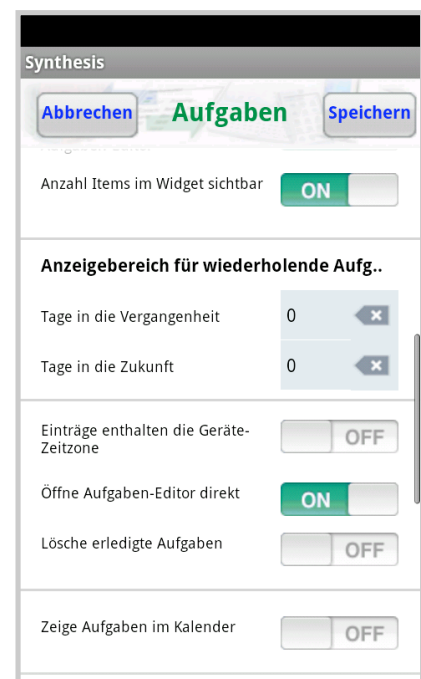 Synthesis
Abbrechen
Aufgaben
Speichern
Anzahl Items im Widget sichtbar
ON
Anzeigebereich für wiederholende Aufg..
Tage in die Vergangenheit
0
Tage in die Zukunft
0
Einträge enthalten die Geräte-
Zeitzone
OFF
Öffne Aufgaben-Editor direkt
ON
Lösche erledigte Aufgaben
OFF
Zeige Aufgaben im Kalender
OFF